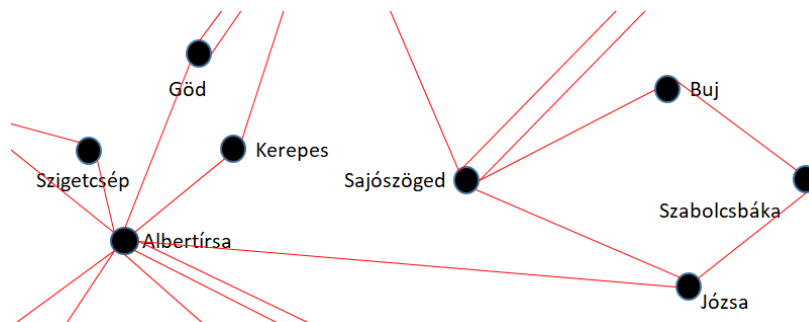 Göd
Buj
Kerepes
Szigetcsép
Sajószöged
Szabolcsbáka
Albertírsa
Józsa